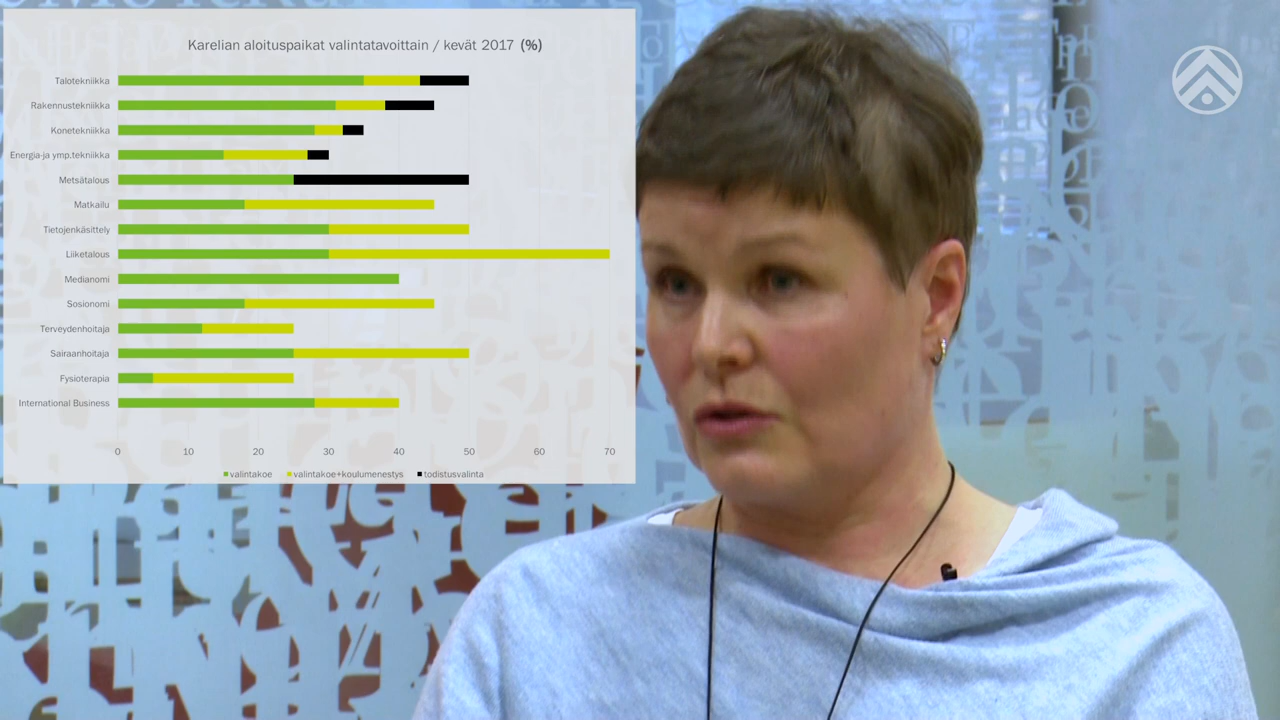 Karelian aloituspaikat valintatavoittain / kevät 2017 (%)
Talotekniikka
Rakennustekniikka
Konetekniikka
Energia-ja ymp.tekniikka
Metsätalous
Matkailu
Tietojenkäsittely
Liiketalous
Medianomi
Sosionomi
Terveydenhoitaja
Sairaanhoitaja
Fysioterapia
International Business
0 10 20 30 40 50 60 70
valintakoe valintakoe+koulumenestys todistusvalinta